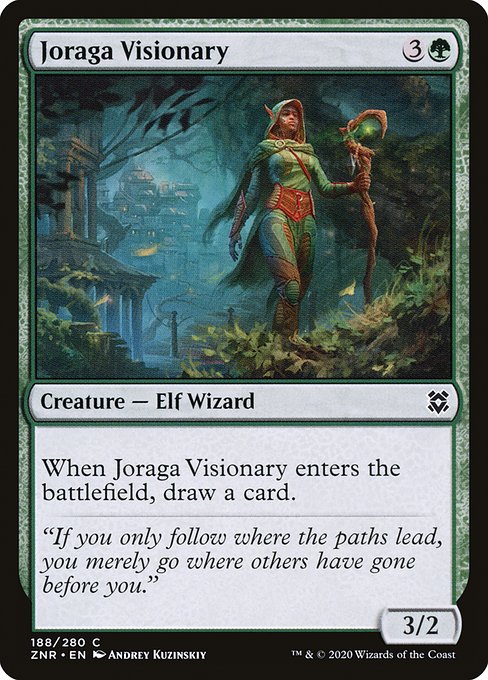 Joraga Visionary 3
Creature — Elf Wizard
When Joraga Visionary enters the
battlefield, draw a card.
“If you only follow where the paths lead,
you merely go where others have gone
before you.”
3/2
188/280 C
ZNR • EN Andrey Kuzinskiy
™ & © 2020 Wizards of the Coast